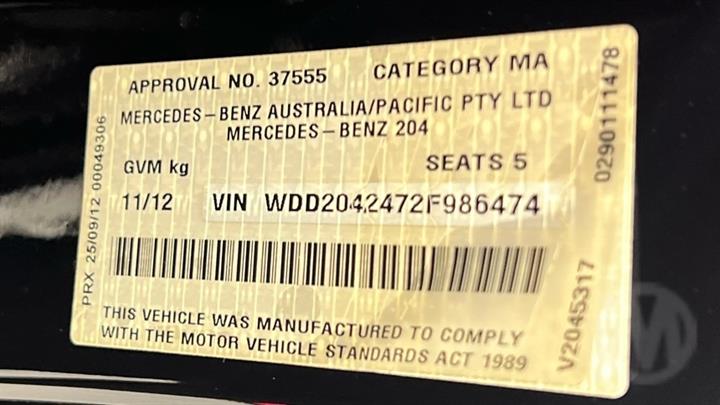 APPROVAL NO. 37555 CATEGORY MA
MERCEDES-BENZ AUSTRALIA/PACIFIC PTY LTD
MERCEDES-BENZ 204
GVM kg SEATS 5
11/12 VIN WDD2042472F986474
THIS VEHICLE WAS MANUFACTURED TO COMPLY
WITH THE MOTOR VEHICLE STANDARDS ACT 1989
PRX 25/09/12 00049306
0290111478
V2045317